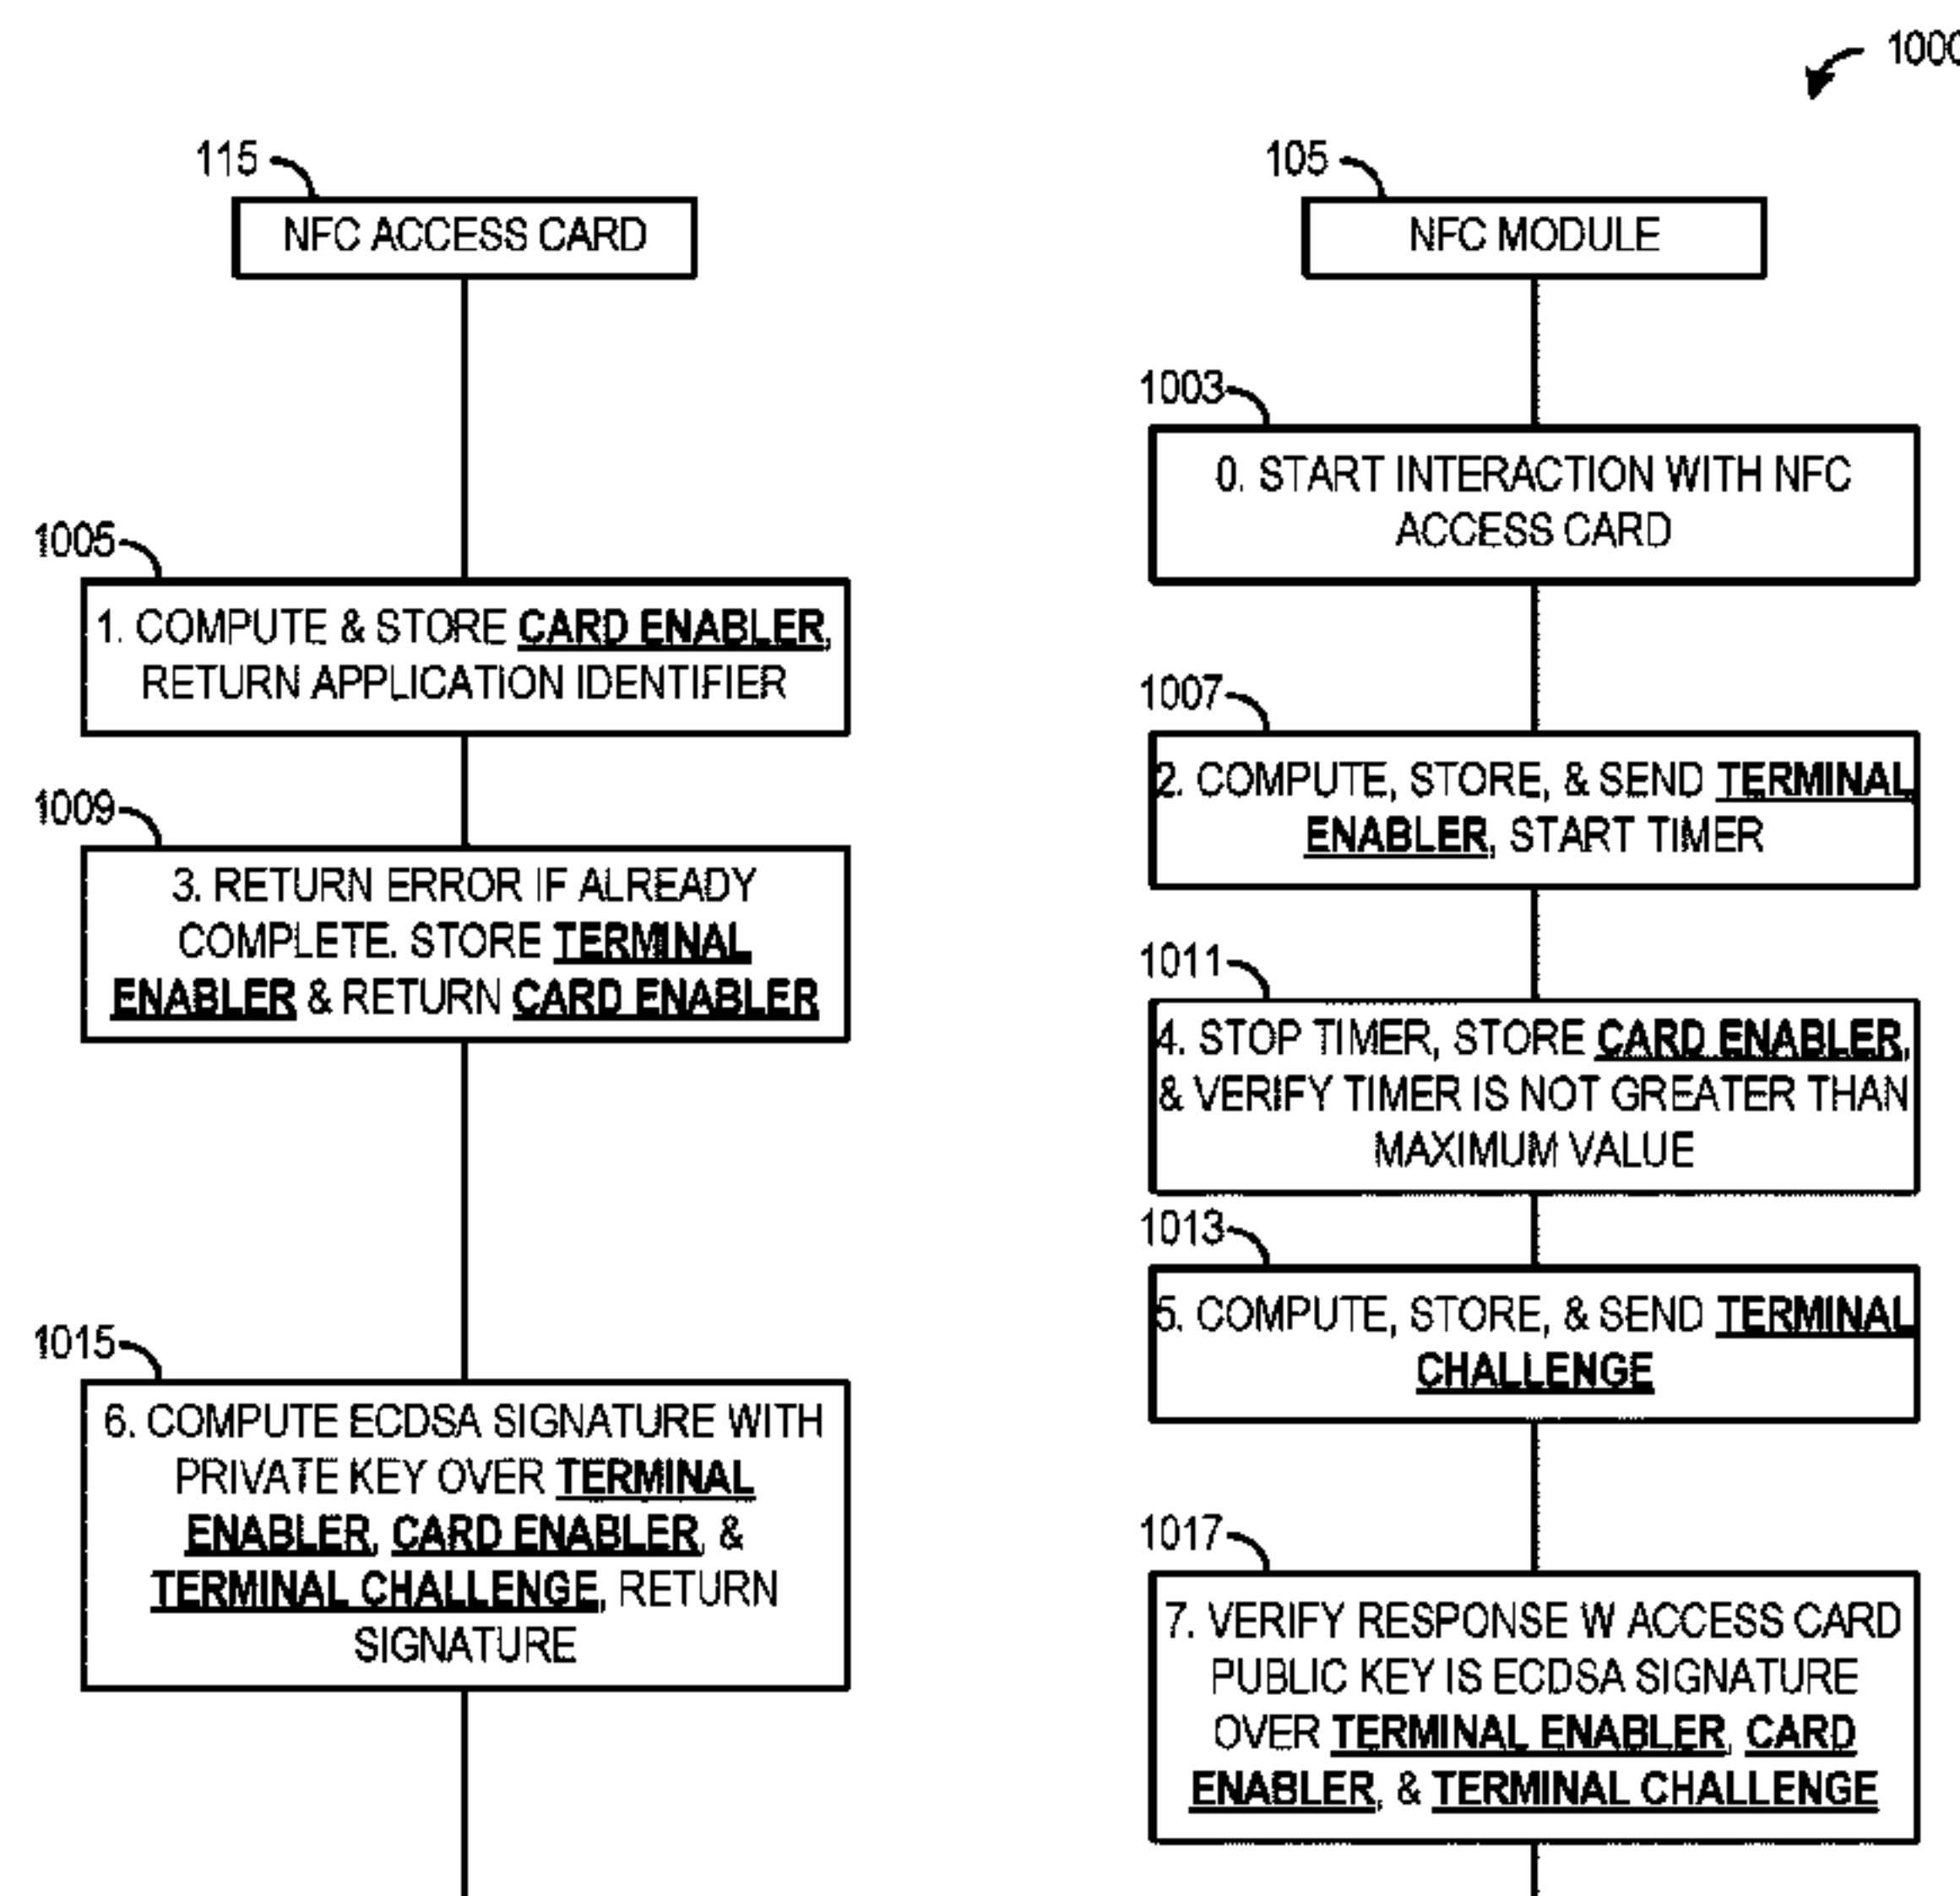 1000
115
NFC ACCESS CARD
105
NFC MODULE
1003
0. START INTERACTION WITH NFC
ACCESS CARD
1005
1. COMPUTE & STORE CARD ENABLER,
RETURN APPLICATION IDENTIFIER
1007
2. COMPUTE, STORE, & SEND TERMINAL
ENABLER, START TIMER
1009
3. RETURN ERROR IF ALREADY
COMPLETE. STORE TERMINAL
ENABLER & RETURN CARD ENABLER
1011
4. STOP TIMER, STORE CARD ENABLER,
& VERIFY TIMER IS NOT GREATER THAN
MAXIMUM VALUE
1013
5. COMPUTE, STORE, & SEND TERMINAL
CHALLENGE
1015
6. COMPUTE ECDSA SIGNATURE WITH
PRIVATE KEY OVER TERMINAL
ENABLER, CARD ENABLER, &
TERMINAL CHALLENGE, RETURN
SIGNATURE
1017
7. VERIFY RESPONSE W ACCESS CARD
PUBLIC KEY IS ECDSA SIGNATURE
OVER TERMINAL ENABLER, CARD
ENABLER, & TERMINAL CHALLENGE